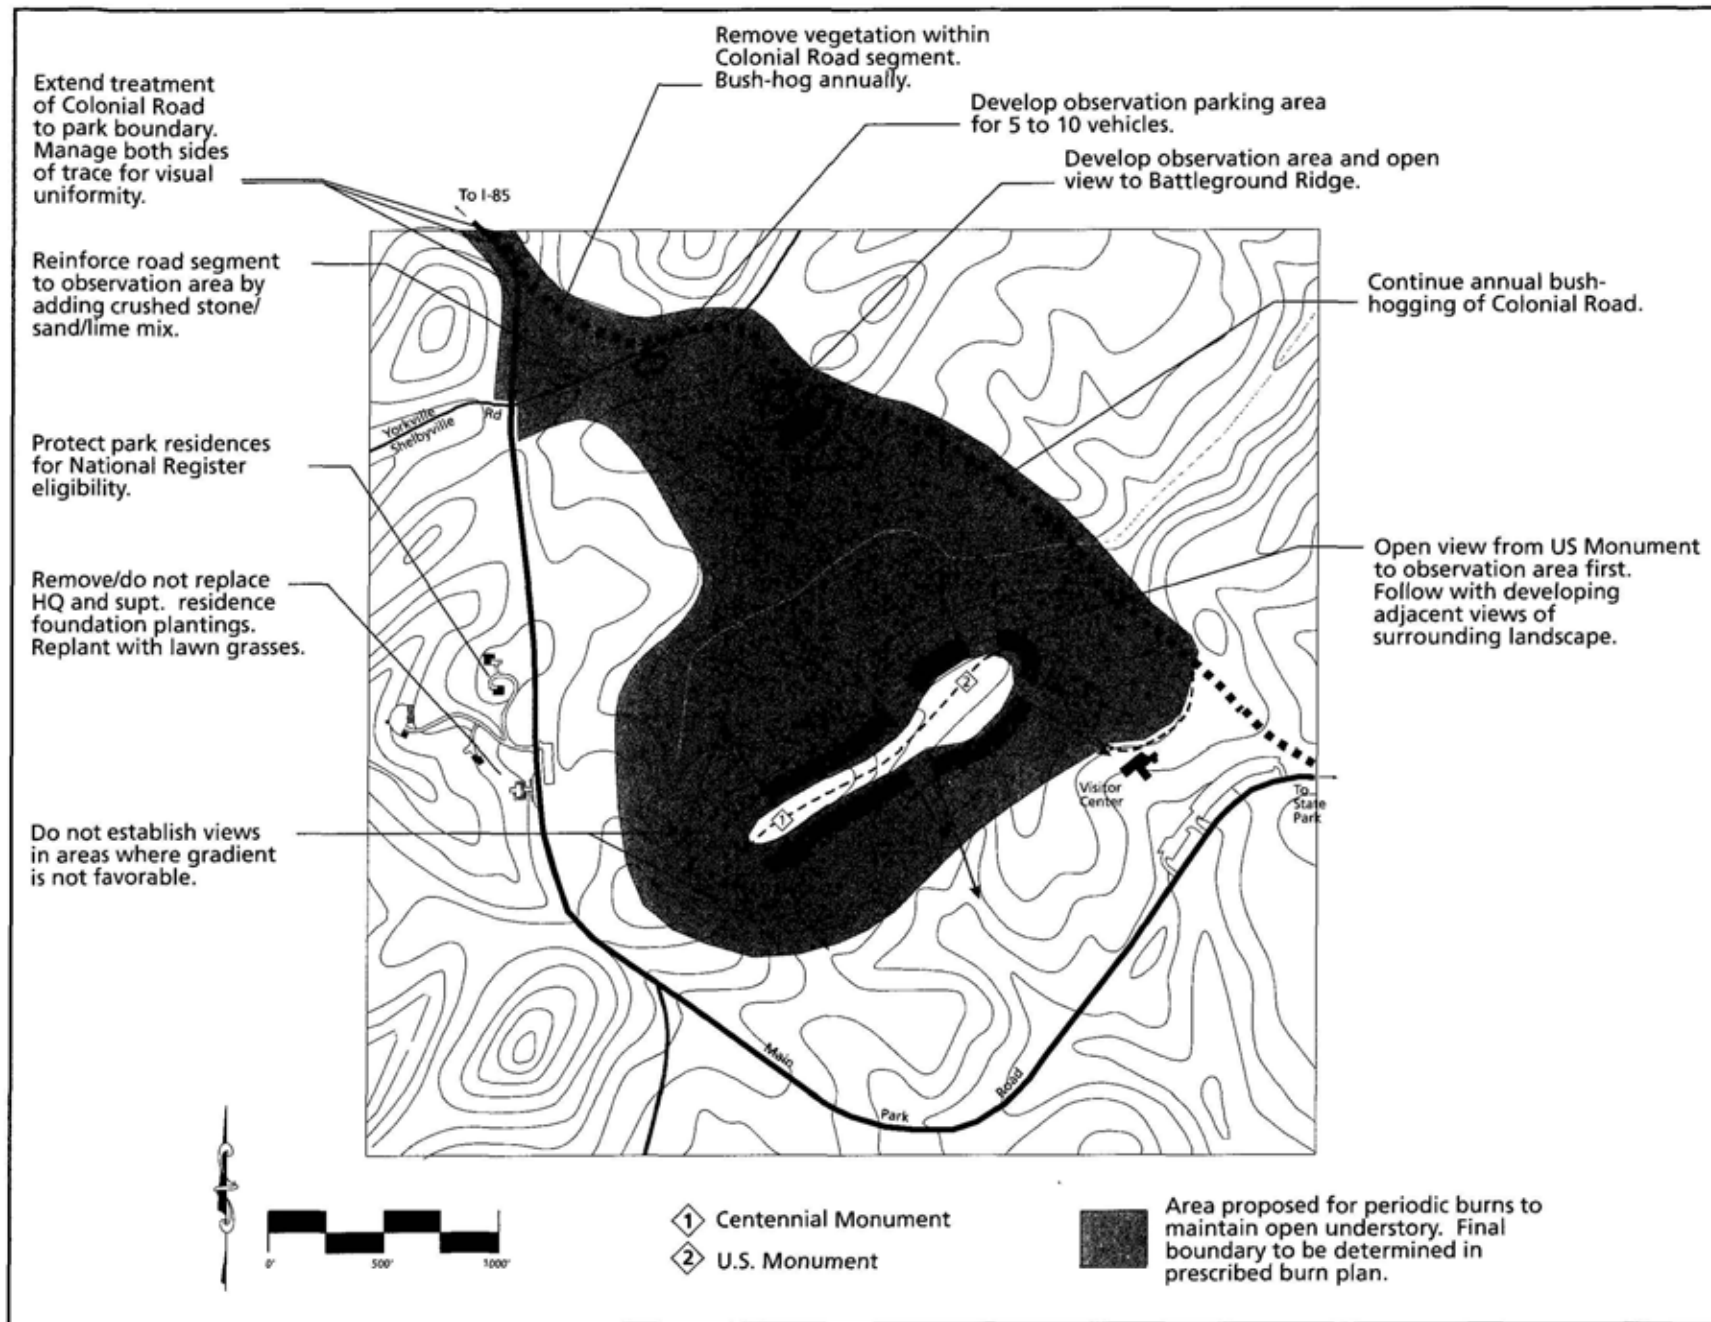 Remove vegetation within
Colonial Road segment.
Bush-hog annually.
Extend treatment
of Colonial Road
to park boundary.
Manage both sides
of trace for visual
uniformity.
Develop observation parking area
for 5 to 10 vehicles.
Develop observation area and open
view to Battleground Ridge.
To I-85
Reinforce road segment
to observation area by
adding crushed stone/
sand/lime mix.
Continue annual bush-
hogging of Colonial Road.
Yorkville
Shelbyville
Rd
Protect park residences
for National Register
eligibility.
Open view from US Monument
to observation area first.
Follow with developing
adjacent views of
surrounding landscape.
Remove/do not replace
HQ and supt. residence
foundation plantings.
Replant with lawn grasses.
2
1
Visitor
Center
To
State
Park
Do not establish views
in areas where gradient
is not favorable.
Main
Park
Road
0'
500'
1000'
1 Centennial Monument
2 U.S. Monument
Area proposed for periodic burns to
maintain open understory. Final
boundary to be determined in
prescribed burn plan.